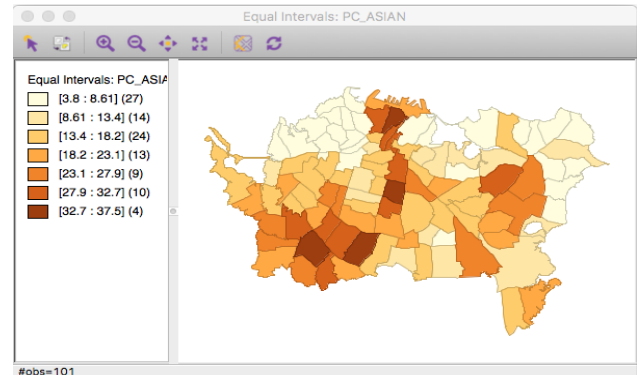 Equal Intervals: PC_ASIAN
Equal Intervals: PC_ASIA
[3.8 : 8.61] (27)
[8.61 : 13.4] (14)
[13.4 : 18.2] (24)
[18.2 : 23.1] (13)
[23.1 : 27.9] (9)
[27.9 : 32.7] (10)
[32.7 : 37.5] (4)
#obs=101